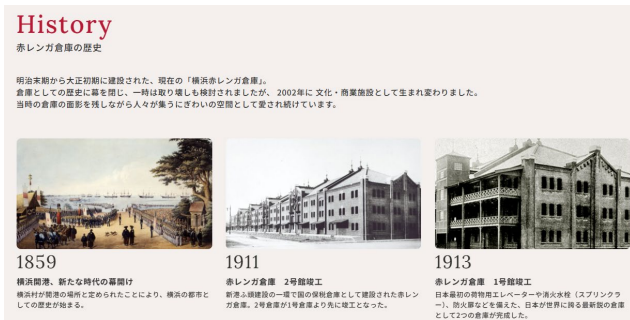 History
赤レンガ倉庫の歴史
明治末期から大正初期に建設された、現在の「横浜赤レンガ倉庫」。
倉庫としての歴史に幕を閉じ、一時は取り壊しも検討されましたが、 2002年に 文化・商業施設として生まれ変わりました。
当時の倉庫の面影を残しながら人々が集うにぎわいの空間として愛され続けています。
1859
横浜開港、新たな時代の幕開け
横浜村が開港の場所と定められたことにより、横浜の都市と
しての歴史が始まる。
1911
赤レンガ倉庫 2号館竣工
新港ふ頭建設の一環で国の保税倉庫として建設された赤レン
ガ倉庫。2号倉庫が1号倉庫より先に竣工となった。
1913
赤レンガ倉庫 1号館竣工
日本最初の荷物用エレベーターや消火水栓（スプリンクラ
ー）、防火扉などを備えた、日本が世界に誇る最新鋭の倉庫
として2つの倉庫が完成した。